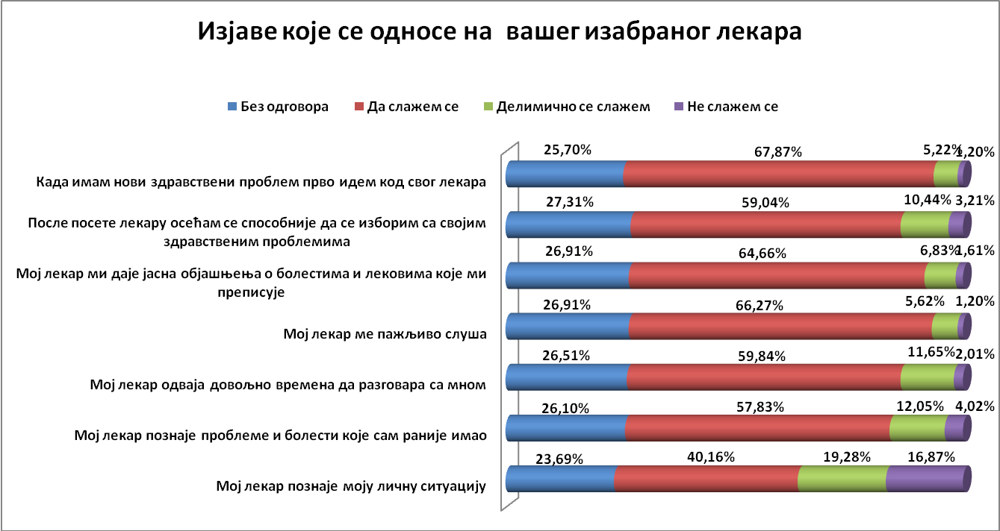 Изјаве које се односе на вашег изабраног лекара
Без одговора Да слажем се Делимично се слажем Не слажем се
25,70% 67,87% 5,22% 1,20%
Када имам нови здравствени проблем прво идем код свог лекара
27,31% 59,04% 10,44% 3,21%
После посете лекару осећам се способније да се изборим са својим
здравственим проблемима
26,91% 64,66% 6,83% 1,61%
Мој лекар ми даје јасна објашњења о болестима и лековима које ми
преписује
26,91% 66,27% 5,62% 1,20%
Мој лекар ме пажљиво слуша
26,51% 59,84% 11,65% 2,01%
Мој лекар одваја довољно времена да разговара са мном
26,10% 57,83% 12,05% 4,02%
Мој лекар познаје проблеме и болести које сам раније имао
23,69% 40,16% 19,28% 16,87%
Мој лекар познаје моју личну ситуацију